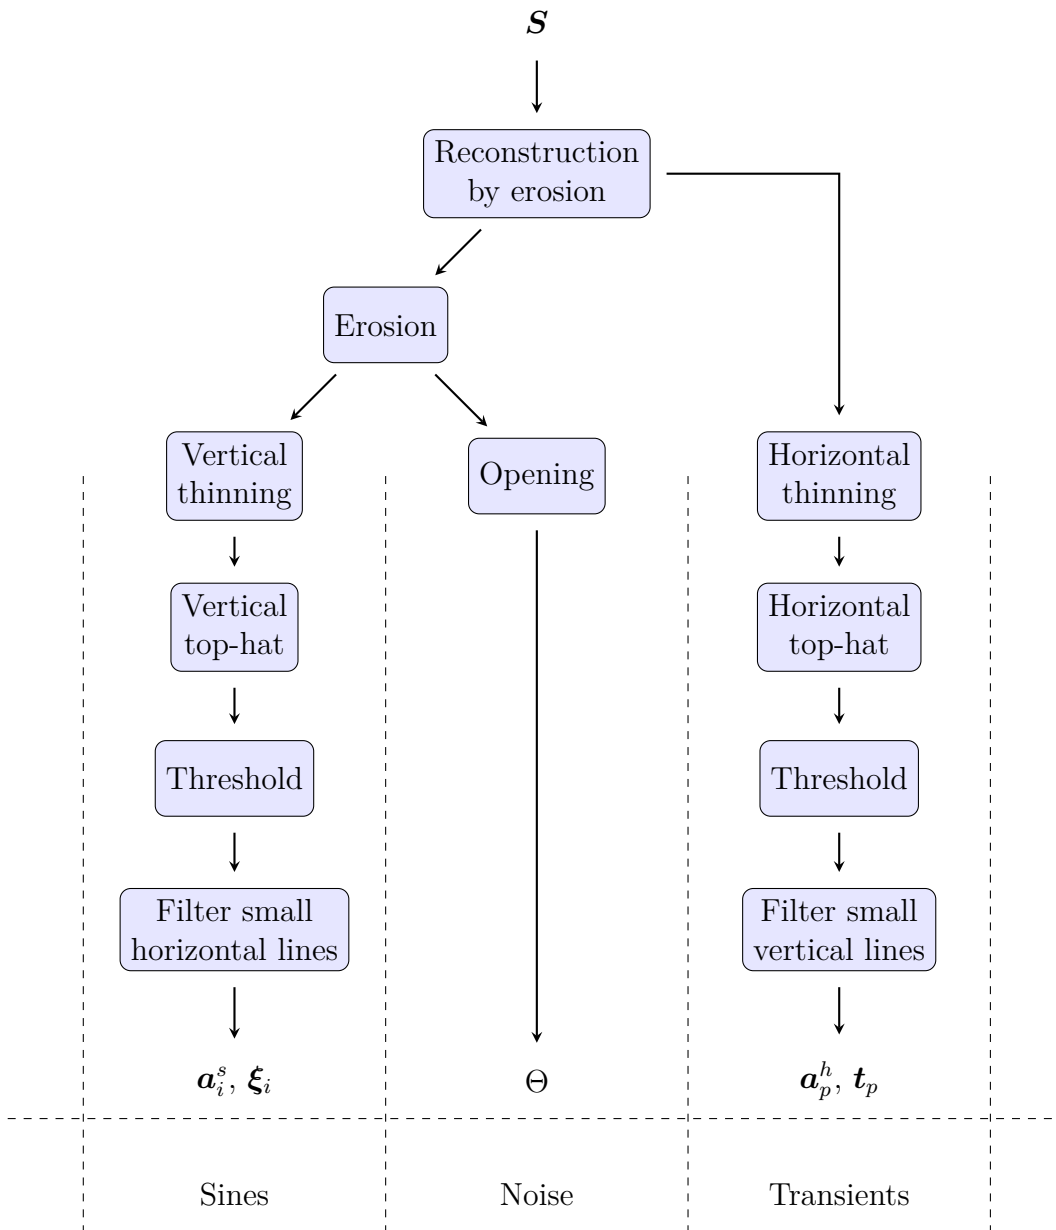 S
Reconstruction
by erosion
Erosion
Vertical
thinning
Opening
Horizontal
thinning
Vertical
top-hat
Horizontal
top-hat
Threshold
Threshold
Filter small
horizontal lines
Filter small
vertical lines
a_i^s, ξ_i
Θ
a_p^h, t_p
Sines
Noise
Transients